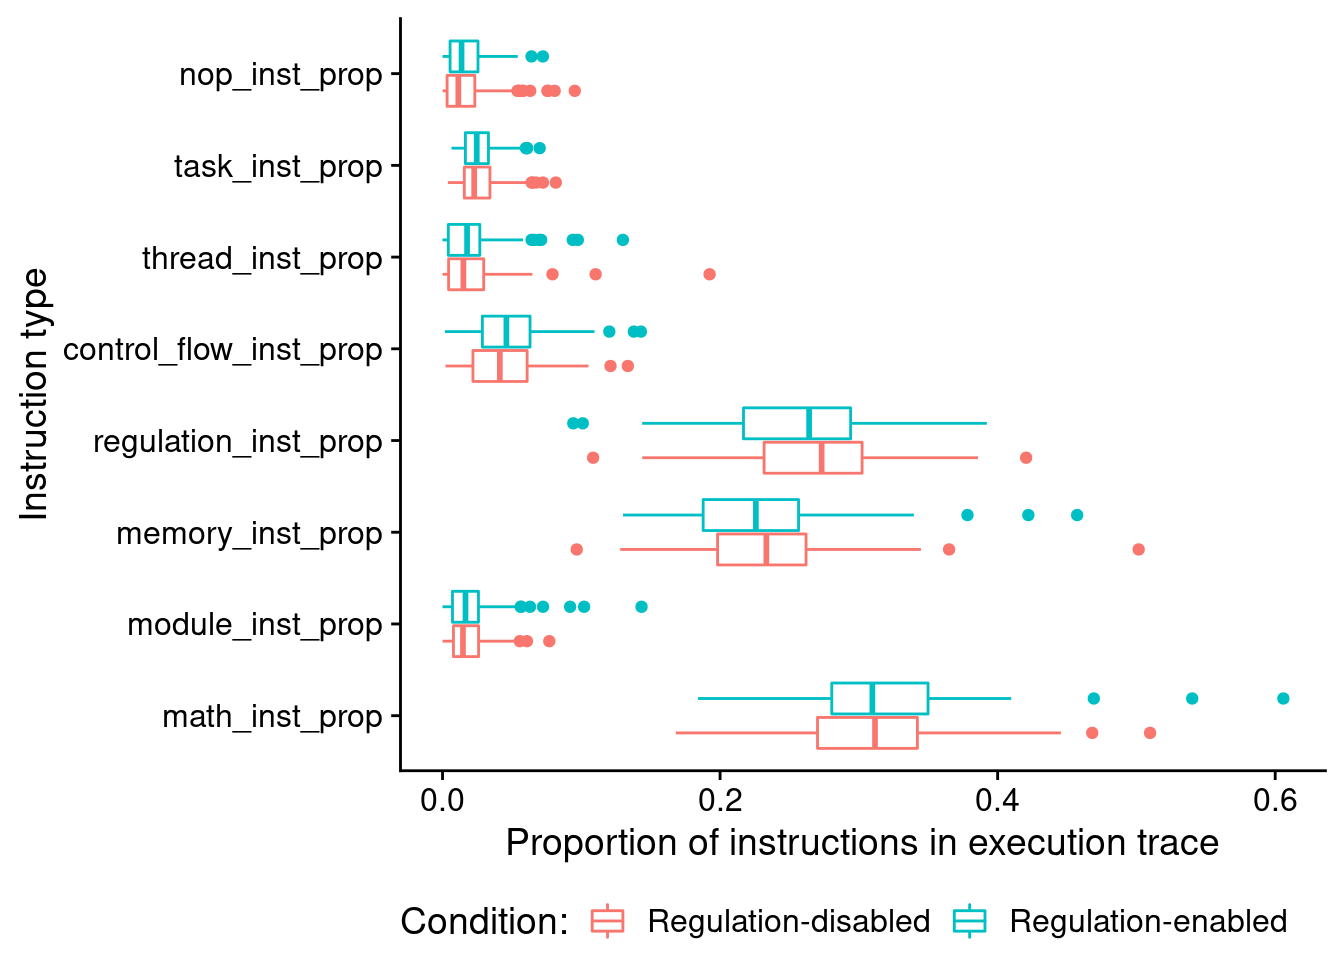 Instruction type
nop_inst_prop
task_inst_prop
thread_inst_prop
control_flow_inst_prop
regulation_inst_prop
memory_inst_prop
module_inst_prop
math_inst_prop
0.0 0.2 0.4 0.6
Proportion of instructions in execution trace
Condition: Regulation-disabled Regulation-enabled